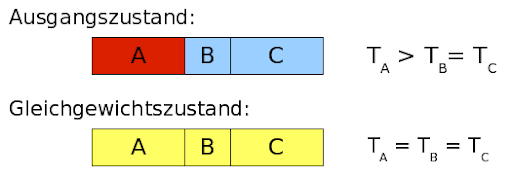 Ausgangszustand:
A B C T_A > T_B= T_C
Gleichgewichtszustand:
A B C T_A = T_B = T_C